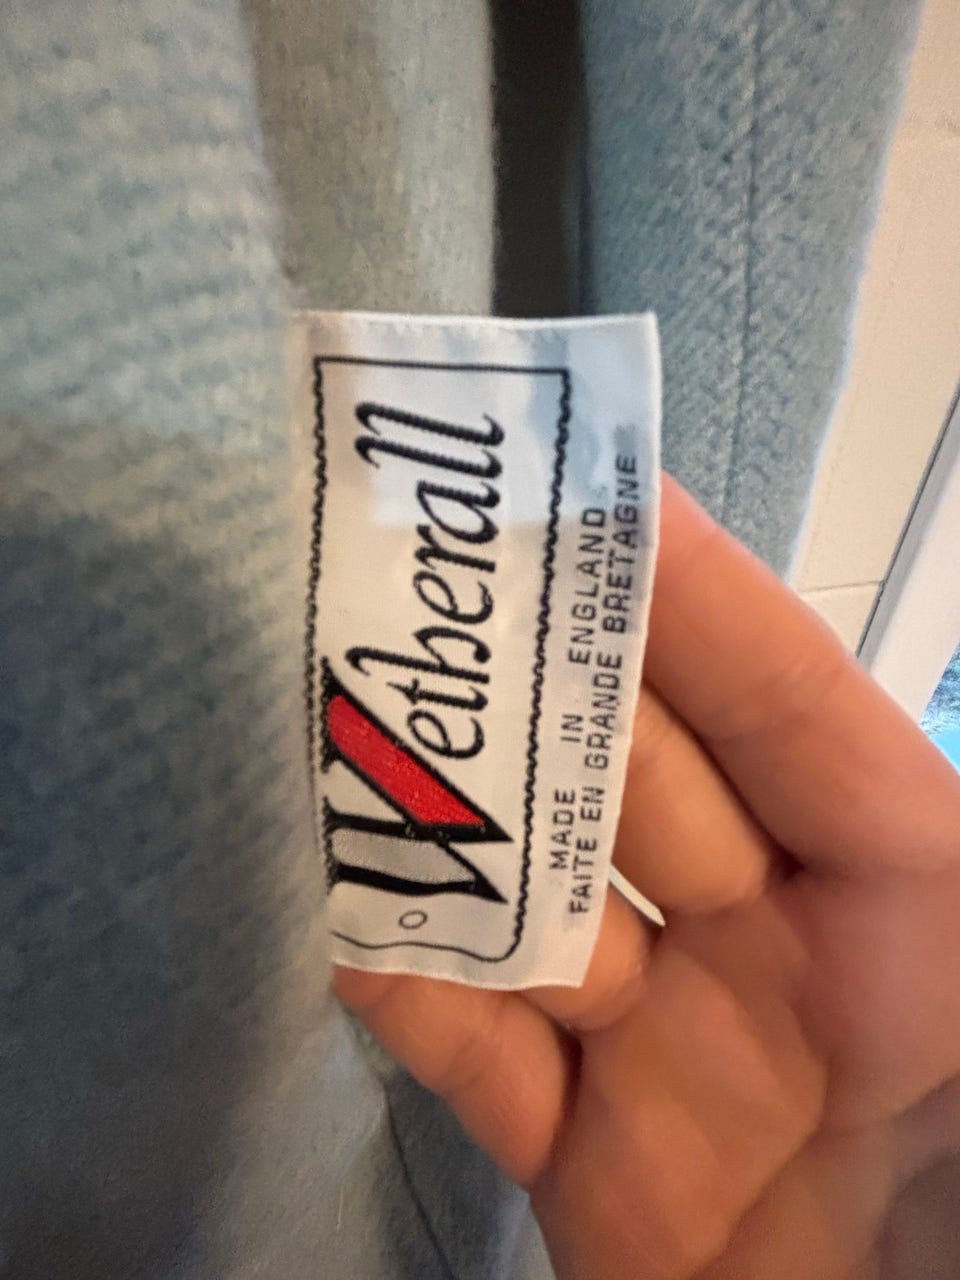 Wetherall
MADE IN ENGLAND
FAITE EN GRANDE BRETAGNE